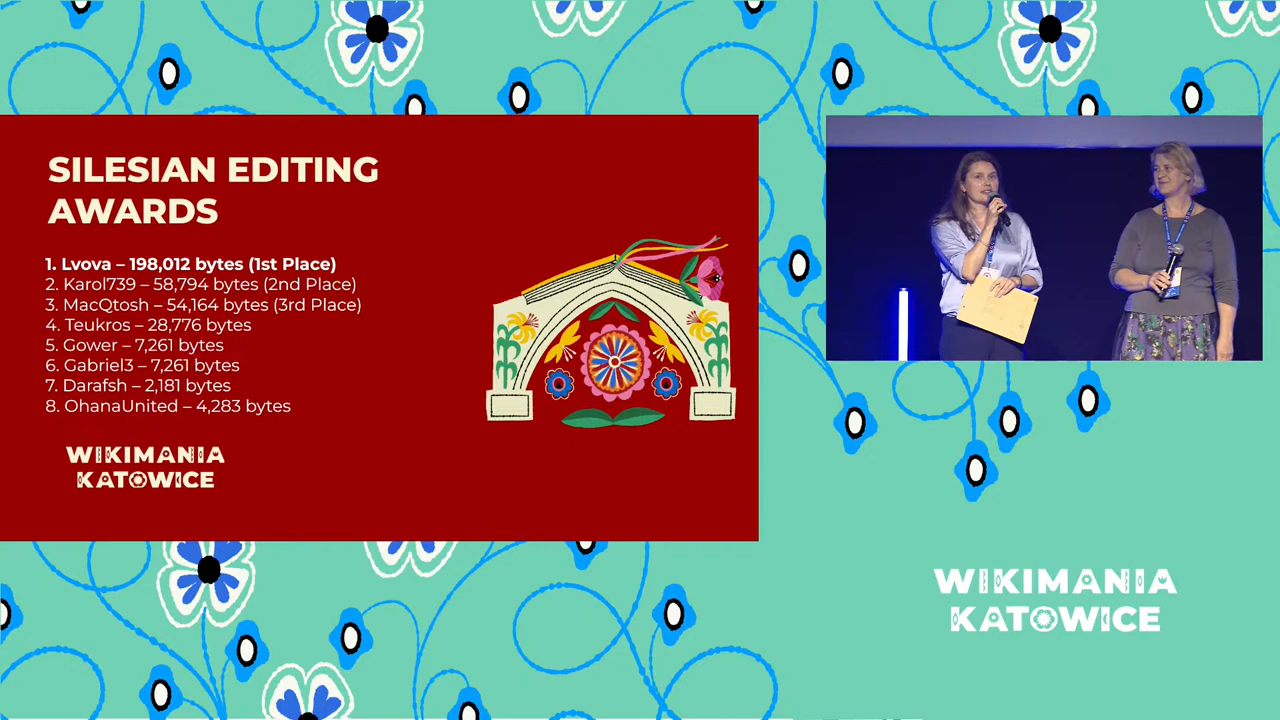 SILESIAN EDITING
AWARDS
1. Lvova – 198,012 bytes (1st Place)
2. Karol739 – 58,794 bytes (2nd Place)
3. MacQtosh – 54,164 bytes (3rd Place)
4. Teukros – 28,776 bytes
5. Gower – 7,261 bytes
6. Gabriel3 – 7,261 bytes
7. Darafsh – 2,181 bytes
8. OhanaUnited – 4,283 bytes
WIKIMANIA
KATOWICE
WIKIMANIA
KATOWICE